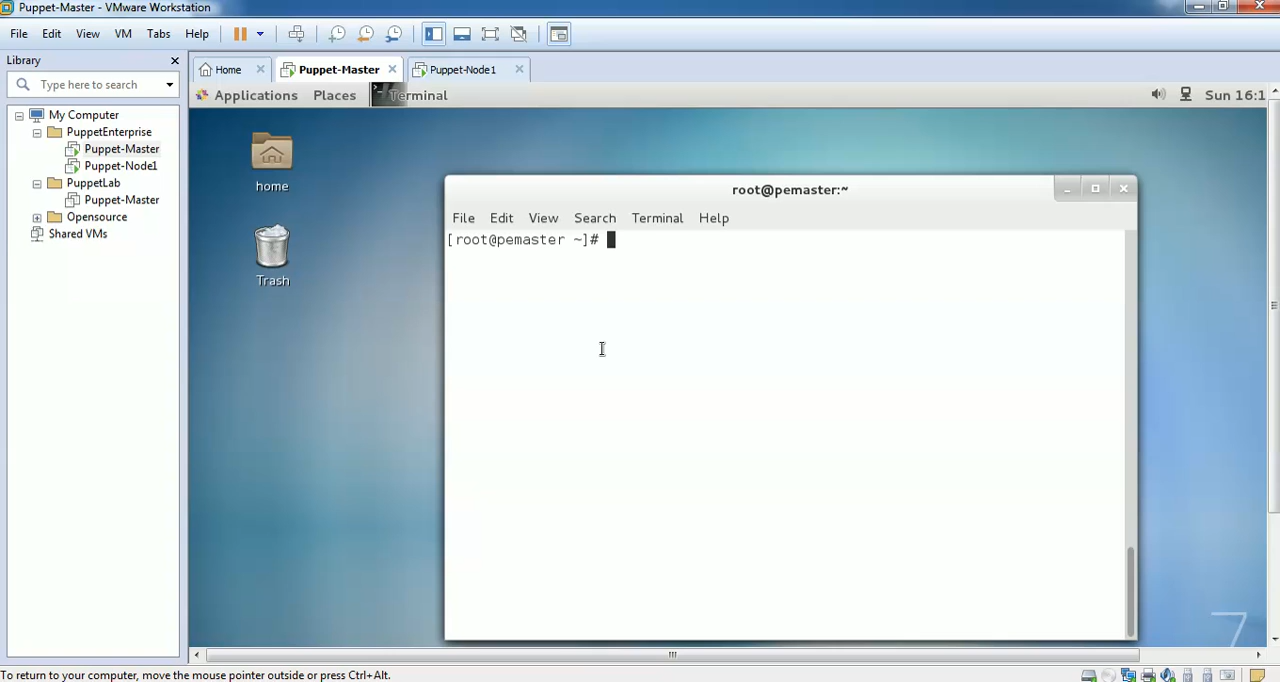 Puppet-Master - VMware Workstation
File Edit View VM Tabs Help
Library
Type here to search
My Computer
PuppetEnterprise
Puppet-Master
Puppet-Node1
PuppetLab
Puppet-Master
Opensource
Shared VMs
Home Puppet-Master Puppet-Node1
Applications Places Terminal Sun 16:1
home
Trash
root@pemaster:~
File Edit View Search Terminal Help
[root@pemaster ~]#
7
To return to your computer, move the mouse pointer outside or press Ctrl+Alt.